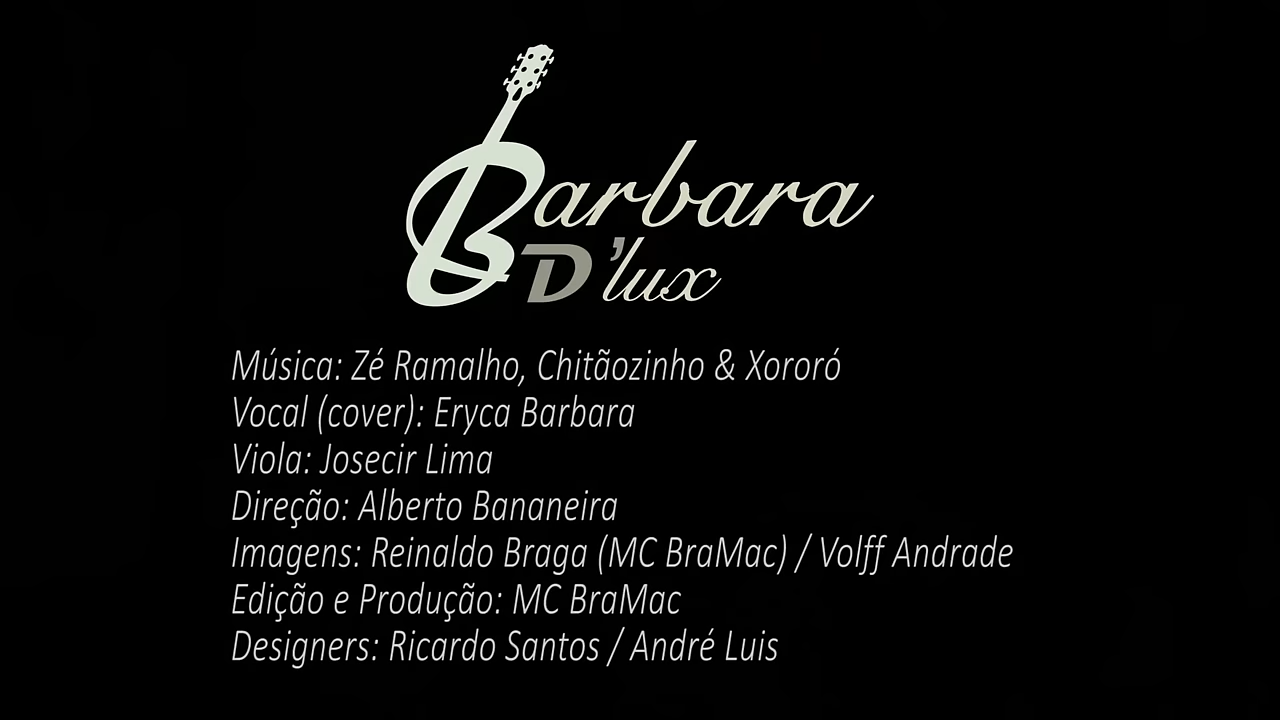 Barbara
D'lux
Música: Zé Ramalho, Chitãozinho & Xororó
Vocal (cover): Eryca Barbara
Viola: Josecir Lima
Direção: Alberto Bananeira
Imagens: Reinaldo Braga (MC BraMac) / Volff Andrade
Edição e Produção: MC BraMac
Designers: Ricardo Santos / André Luis